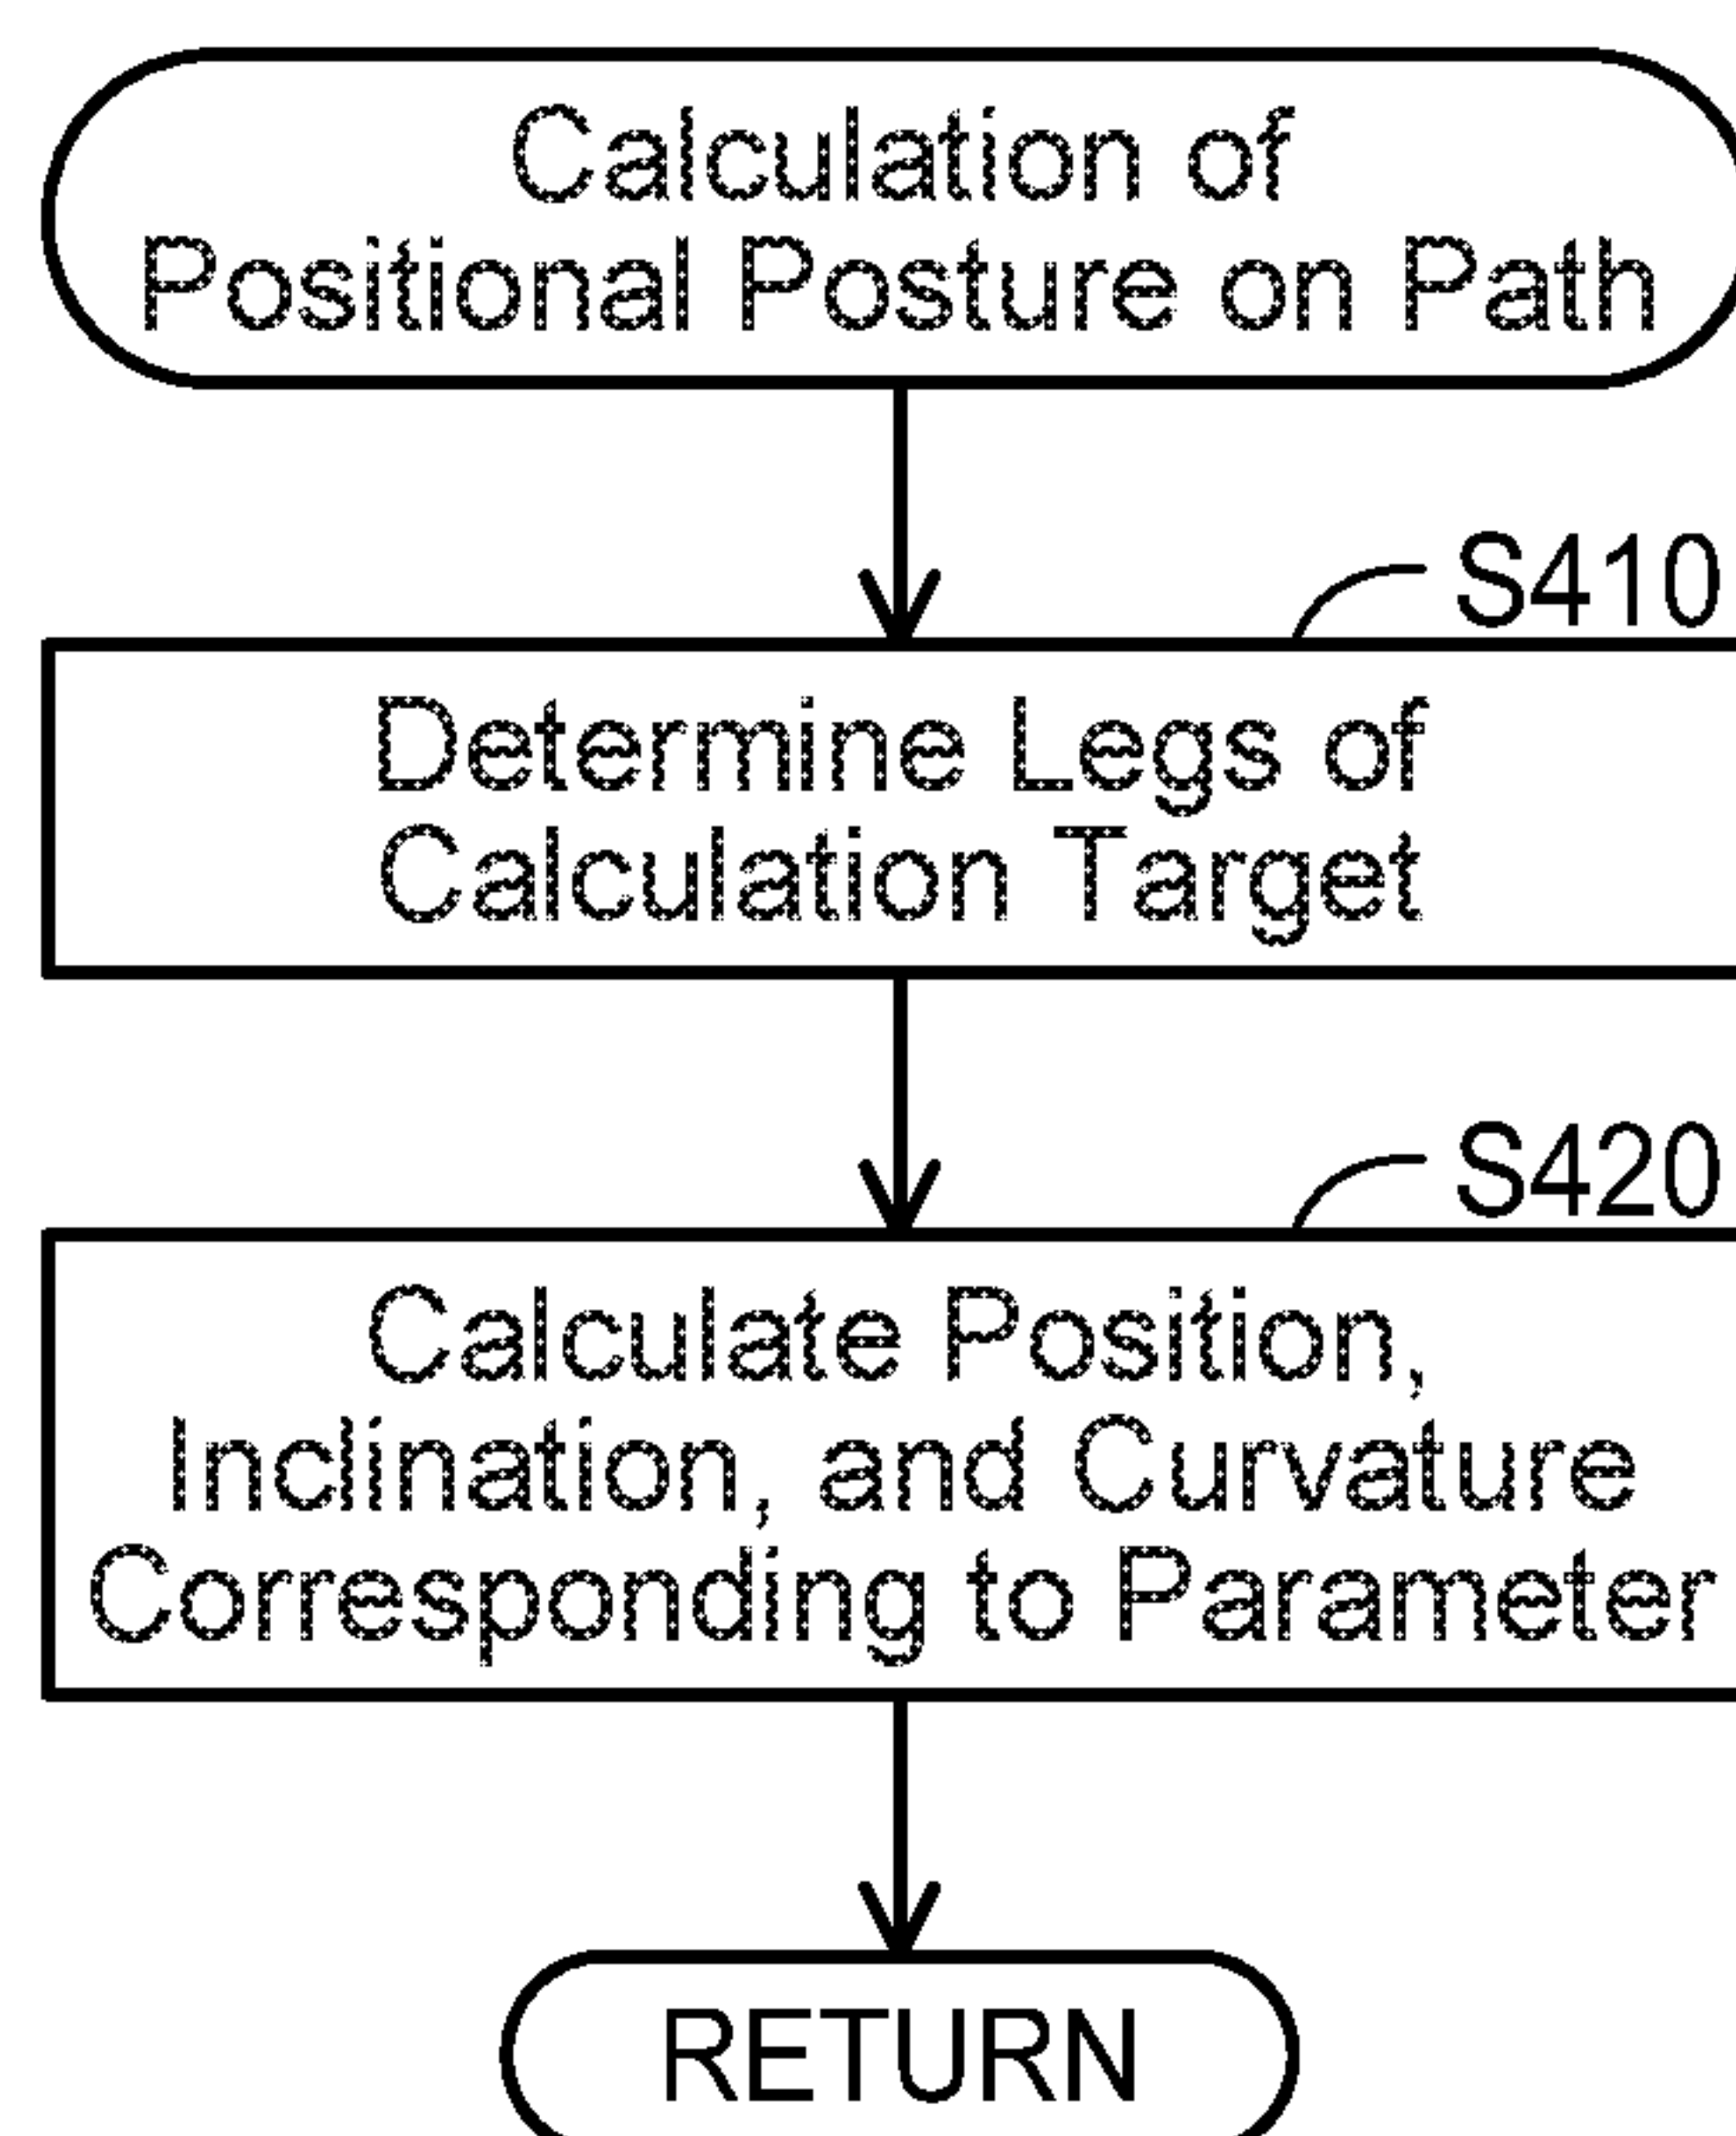 Calculation of
Positional Posture on Path
S410
Determine Legs of
Calculation Target
S420
Calculate Position,
Inclination, and Curvature
Corresponding to Parameter
RETURN